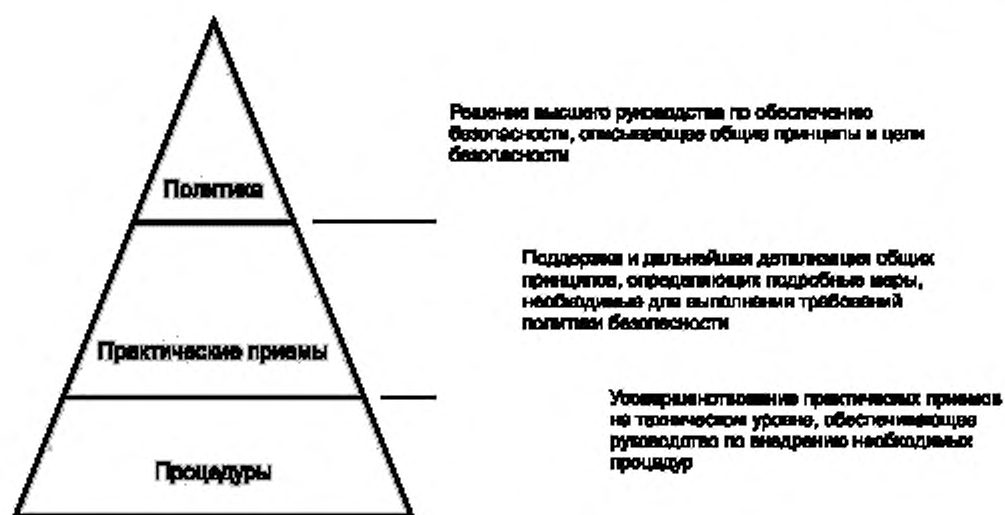 Решение высшего руководства по обеспечению
безопасности, описывающее общие принципы и цели
безопасности
Политика
Поддержка и дальнейшая детализация общих
принципов, определяющих подробные меры,
необходимые для выполнения требований
политики безопасности
Практические приемы
Усовершенствование практических приемов
на техническом уровне, обеспечивающее
руководство по внедрению необходимых
процедур
Процедуры